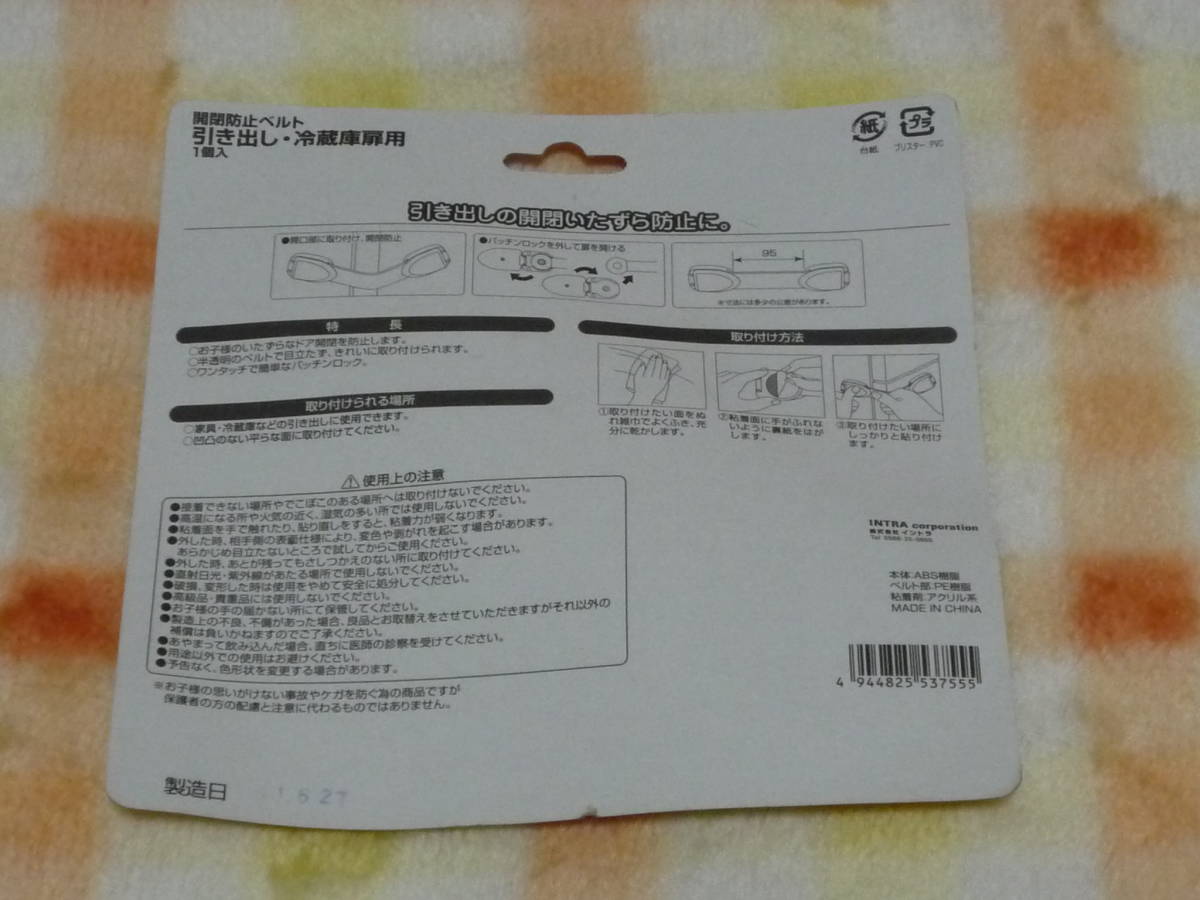 開閉防止ベルト
引き出し・冷蔵庫扉用
1個入
紙
台紙
プラ
ブリスター:PVC
引き出しの開閉いたずら防止に。
●開口部に取り付け、開閉防止
●パッチンロックを外して扉を開ける
95
※寸法には多少の公差があります。
特長
○お子様のいたずらなドア開閉を防止します。
○半透明のベルトで目立たず、きれいに取り付けられます。
○ワンタッチで簡単なパッチンロック。
取り付けられる場所
○家具・冷蔵庫などの引き出しに使用できます。
○凹凸のない平らな面に取り付けてください。
取り付け方法
①取り付けたい面をぬ
れ雑巾でよくふき、充
分に乾かします。
②粘着面に手がふれな
いように裏紙をはが
します。
③取り付けたい場所に
しっかりと貼り付け
ます。
⚠使用上の注意
●接着できない場所やでこぼこのある場所へは取り付けないでください。
●高温になる所や火気の近く、湿気の多い所では使用しないでください。
●粘着面を手で触れたり、貼り直しをすると、粘着力が弱くなります。
●外した時、相手側の表面仕様により、変色や剥がれを起こす場合があります。
あらかじめ目立たないところで試してからご使用ください。
●外した時、あとが残ってもさしつかえのない所に取り付けてください。
●直射日光・紫外線があたる場所で使用しないでください。
●破損、変形した時は使用をやめて安全に処分してください。
●高級品・貴重品には使用しないでください。
●お子様の手の届かない所にて保管してください。
●製造上の不良、不備があった場合、良品とお取替えをさせていただきますがそれ以外の
補償は負いかねますのでご了承ください。
●あやまって飲み込んだ場合、直ちに医師の診察を受けてください。
●用途以外での使用はお避けください。
●予告なく、色形状を変更する場合があります。
※お子様の思いがけない事故やケガを防ぐ為の商品ですが
保護者の方の配慮と注意に代わるものではありません。
INTRA corporation
株式会社 イントラ
本体:ABS樹脂
ベルト部:PE樹脂
粘着剤:アクリル系
MADE IN CHINA
4 944825 537555
製造日